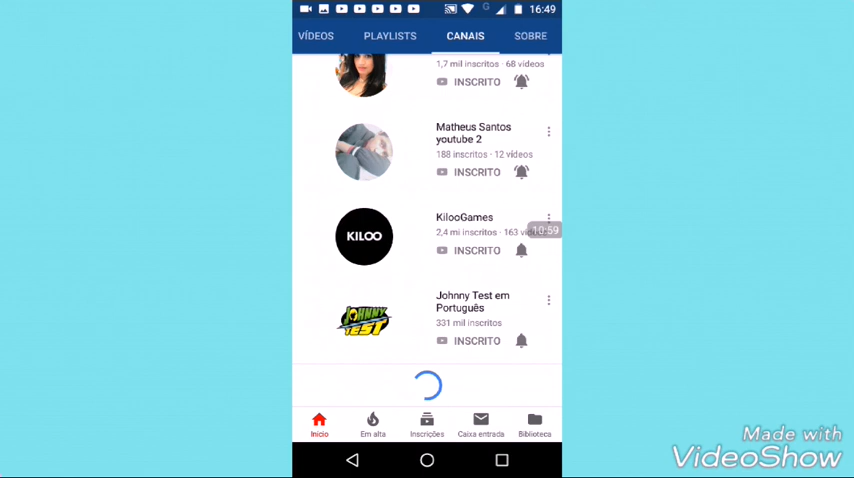 G 16:49
VÍDEOS PLAYLISTS CANAIS SOBRE
1,7 mil inscritos · 68 vídeos
INSCRITO
Matheus Santos
youtube 2
188 inscritos · 12 vídeos
INSCRITO
KILOO
KilooGames
2,4 mi inscritos · 163
10:59
INSCRITO
JOHNNY
TEST
Johnny Test em
Português
331 mil inscritos
INSCRITO
Início Em alta Inscrições Caixa entrada Biblioteca
Made with
VideoShow